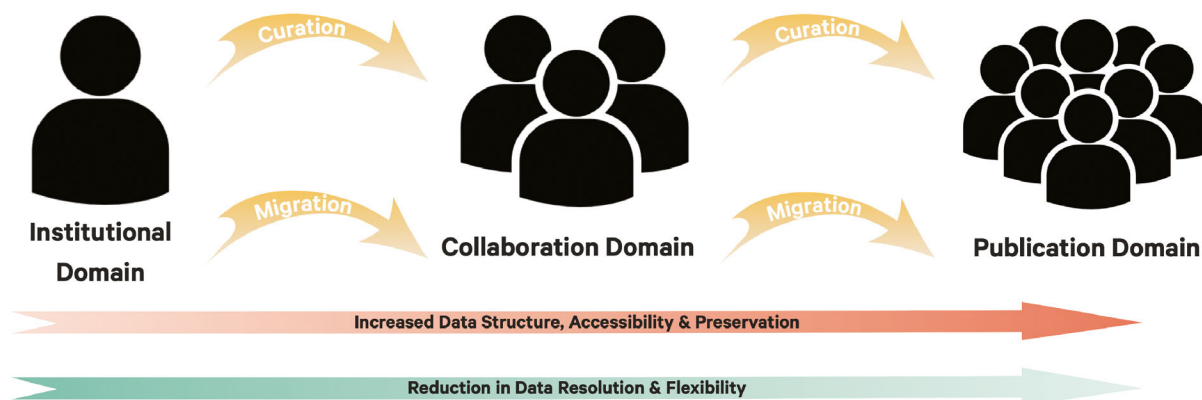 Curation
Curation
Migration
Migration
Institutional
Domain
Collaboration Domain
Publication Domain
Increased Data Structure, Accessibility & Preservation
Reduction in Data Resolution & Flexibility